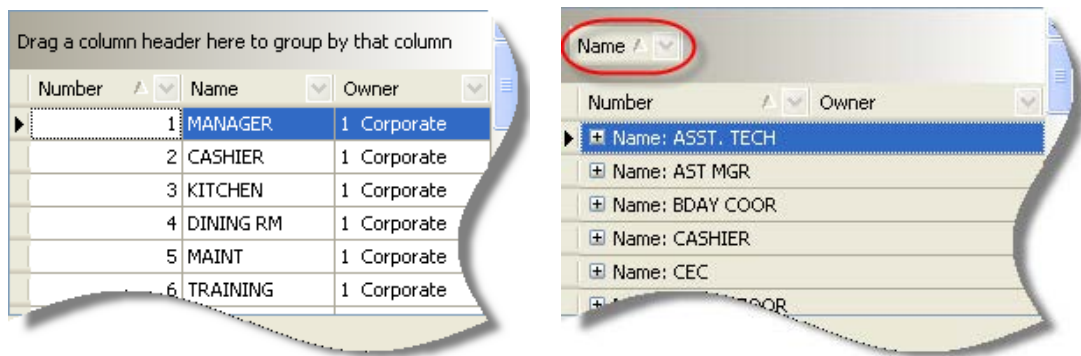 Drag a column header here to group by that column
Number Name Owner
1 MANAGER 1 Corporate
2 CASHIER 1 Corporate
3 KITCHEN 1 Corporate
4 DINING RM 1 Corporate
5 MAINT 1 Corporate
6 TRAINING 1 Corporate
Name
Number Owner
Name: ASST. TECH
Name: AST MGR
Name: BDAY COOR
Name: CASHIER
Name: CEC